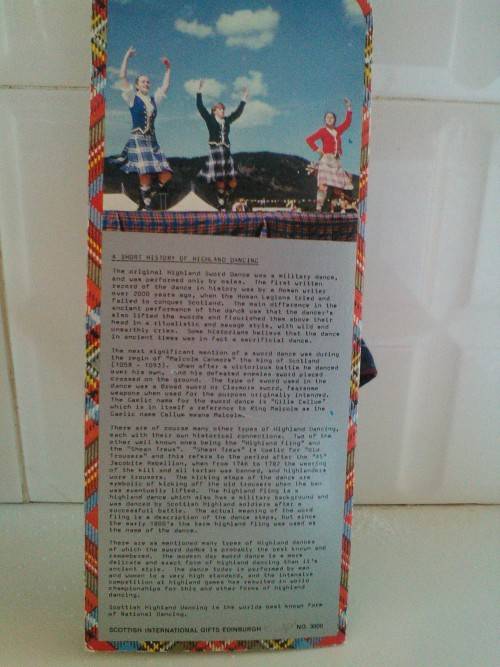 A SHORT HISTORY OF HIGHLAND DANCING
The original Highland Sword Dance was a military dance,
and was performed only by males. The first written
record of the dance in history was by a Roman writer
over 2000 years ago, when the Roman Legions tried and
failed to conquer Scotland. The main difference in the
ancient performance of the dance was that the dancers
then lifted the swords and flourished them above their
head in a ritualistic and savage style, with wild and
unearthly cries. Some historians believe that the dance
in ancient times was in fact a sacrificial dance.
The next significant mention of a sword dance was during
the reign of "Malcolm Canmore" the King of Scotland
(1058 - 1093). When after a victorious battle he danced
over his own, and his defeated enemies sword placed
crossed on the ground. The type of sword used in the
dance was a broad sword or Claymore sword, fearsome
weapons when used for the purpose originally intended.
The Gaelic name for the sword dance is "Gille Callum"
which is in itself a reference to King Malcolm as the
Gaelic name Callum means Malcolm.
There are of course many other types of Highland Dancing,
each with their own historical connections. Two of the
other well known ones being the "Highland Fling" and
the "Shean Trews". "Shean Trews" is Gaelic for "Old
Trousers" and this refers to the period after the "45"
Jacobite Rebellion, when from 1746 to 1782 the wearing
of the kilt and all tartan was banned, and highlanders
wore trousers. The kicking steps of the dance are
symbolic of kicking off the old trousers when the ban
was eventually lifted. The highland fling is a
highland dance which also has a military background and
was danced by Scottish Highland soldiers after a
successfull battle. The actual meaning of the word
fling is a description of the dance steps, but since
the early 1800's the term highland fling was used as
the name of the dance.
There are as mentioned many types of Highland dances
of which the sword dance is probably the best known and
remembered. The modern day sword dance is a more
delicate and exact form of highland dancing than it's
ancient style. The dance today is performed by men
and women to a very high standard, and the intensive
competition at highland games has resulted in world
championships for this and other forms of highland
dancing.
Scottish Highland Dancing is the worlds best known form
of National Dancing.
SCOTTISH INTERNATIONAL GIFTS EDINBURGH NO. 3000